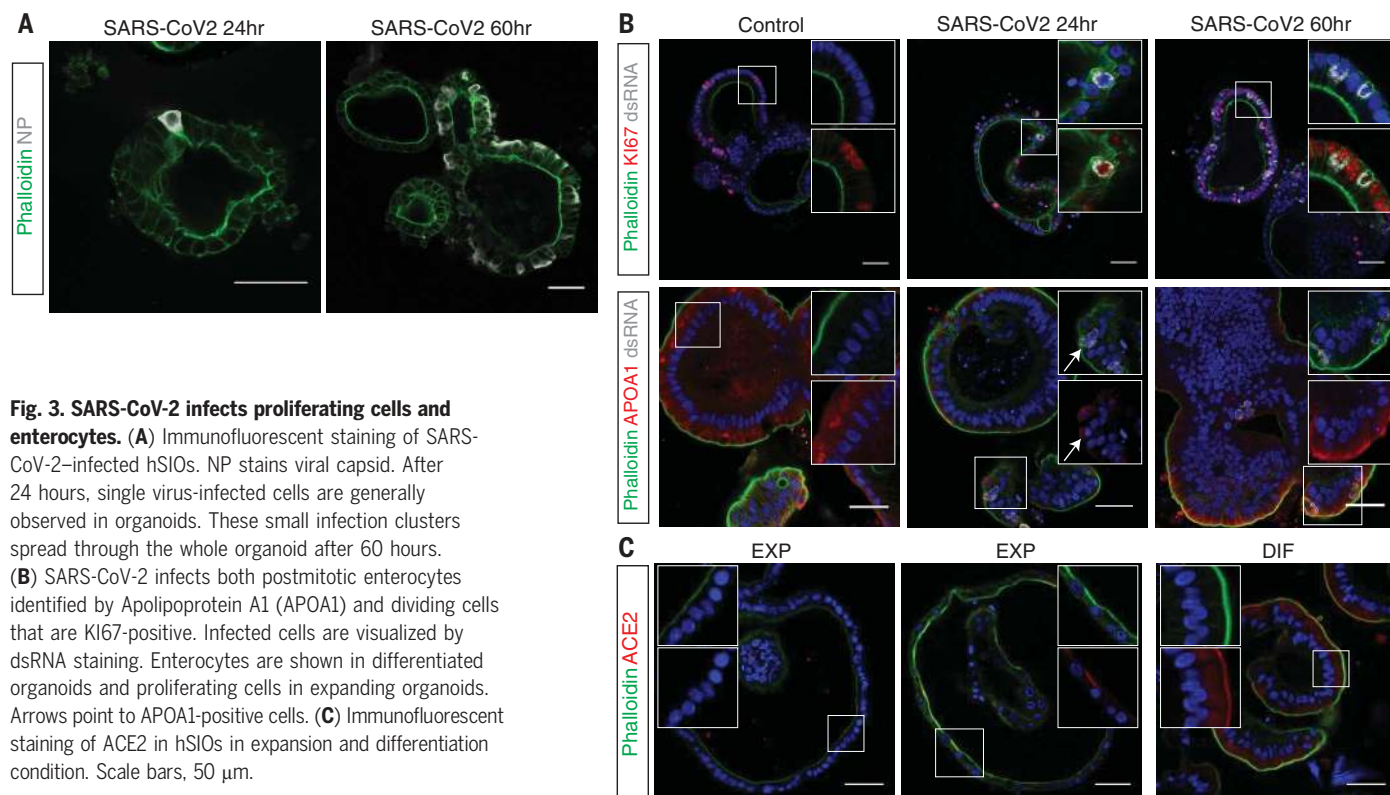 A
SARS-CoV2 24hr
SARS-CoV2 60hr
Phalloidin NP
Fig. 3. SARS-CoV-2 infects proliferating cells and
enterocytes. (A) Immunofluorescent staining of SARS-
CoV-2–infected hSIOs. NP stains viral capsid. After
24 hours, single virus-infected cells are generally
observed in organoids. These small infection clusters
spread through the whole organoid after 60 hours.
(B) SARS-CoV-2 infects both postmitotic enterocytes
identified by Apolipoprotein A1 (APOA1) and dividing cells
that are KI67-positive. Infected cells are visualized by
dsRNA staining. Enterocytes are shown in differentiated
organoids and proliferating cells in expanding organoids.
Arrows point to APOA1-positive cells. (C) Immunofluorescent
staining of ACE2 in hSIOs in expansion and differentiation
condition. Scale bars, 50 μm.
B
Control
SARS-CoV2 24hr
SARS-CoV2 60hr
Phalloidin KI67 dsRNA
Phalloidin APOA1 dsRNA
C
EXP
EXP
DIF
Phalloidin ACE2